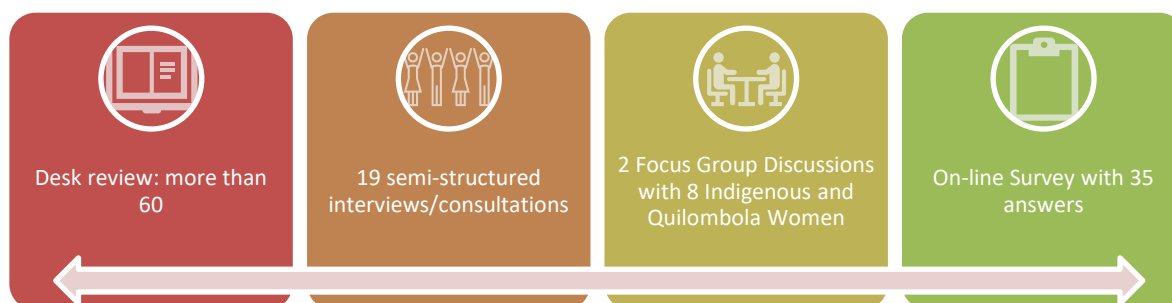 Desk review: more than
60
19 semi-structured
interviews/consultations
2 Focus Group Discussions
with 8 Indigenous and
Quilombola Women
On-line Survey with 35
answers